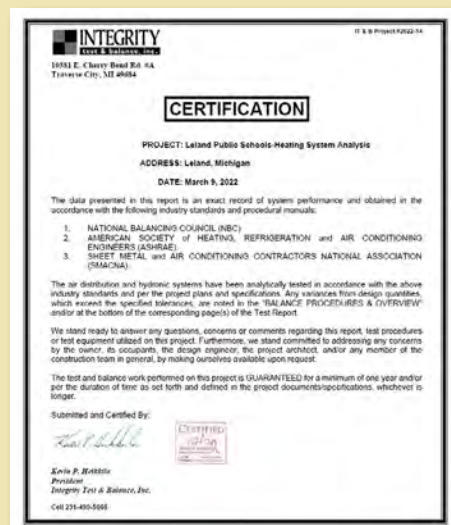 IT & B Project #2022-14
INTEGRITY
test & balance, inc.
10381 E. Cherry Bend Rd. #A
Traverse City, MI 49684
CERTIFICATION
PROJECT: Leland Public Schools-Heating System Analysis
ADDRESS: Leland, Michigan
DATE: March 9, 2022
The data presented in this report is an exact record of system performance and obtained in the
accordance with the following industry standards and procedural manuals:
1. NATIONAL BALANCING COUNCIL (NBC)
2. AMERICAN SOCIETY of HEATING, REFRIGERATION and AIR CONDITIONING
ENGINEERS (ASHRAE).
3. SHEET METAL and AIR CONDITIONING CONTRACTORS NATIONAL ASSOCIATION
(SMACNA).
The air distribution and hydronic systems have been analytically tested in accordance with the above
industry standards and per the project plans and specifications. Any variances from design quantities,
which exceed the specified tolerances, are noted in the "BALANCE PROCEDURES & OVERVIEW"
and/or at the bottom of the corresponding page(s) of the Test Report.
We stand ready to answer any questions, concerns or comments regarding this report, test procedures
or test equipment utilized on this project. Furthermore, we stand committed to addressing any concerns
by the owner, its occupants, the design engineer, the project architect, and/or any member of the
construction team in general, by making ourselves available upon request.
The test and balance work performed on this project is GUARANTEED for a minimum of one year and/or
per the duration of time as set forth and defined in the project documents/specifications, whichever is
longer.
Submitted and Certified By:
CERTIFIED
Kevin P. Heikkila
President
Integrity Test & Balance, Inc.